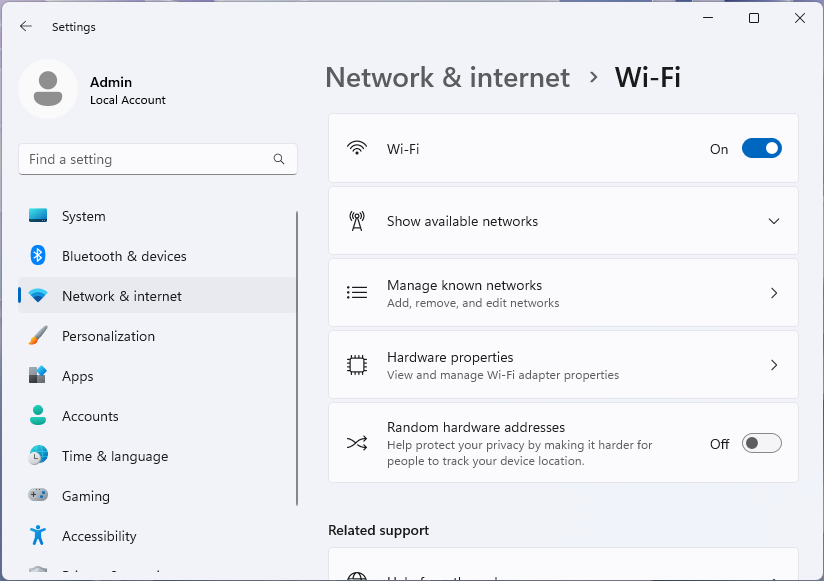 Settings
Admin
Local Account
Find a setting
System
Bluetooth & devices
Network & internet
Personalization
Apps
Accounts
Time & language
Gaming
Accessibility
Network & internet › Wi-Fi
Wi-Fi
On
Show available networks
Manage known networks
Add, remove, and edit networks
Hardware properties
View and manage Wi-Fi adapter properties
Random hardware addresses
Help protect your privacy by making it harder for
people to track your device location.
Off
Related support